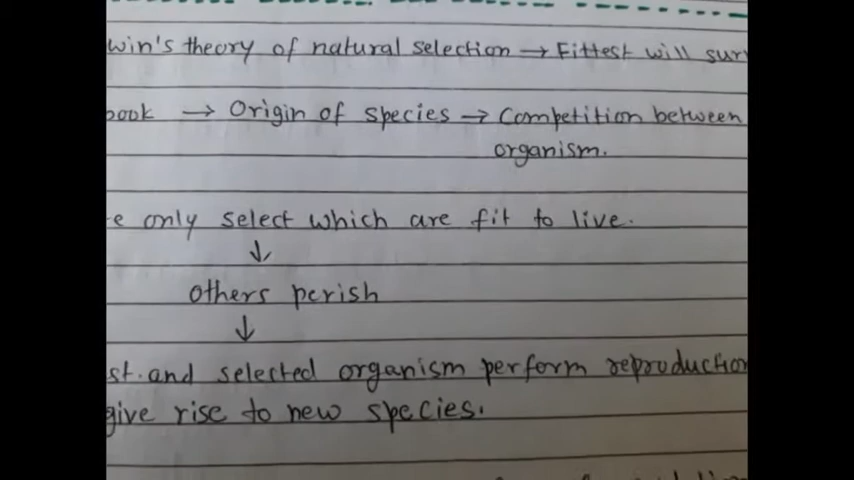 win's theory of natural selection → Fittest will sur
book → Origin of species → Competition between
organism.
e only select which are fit to live.
↓
others perish
↓
st. and selected organism perform reproduction
give rise to new species.